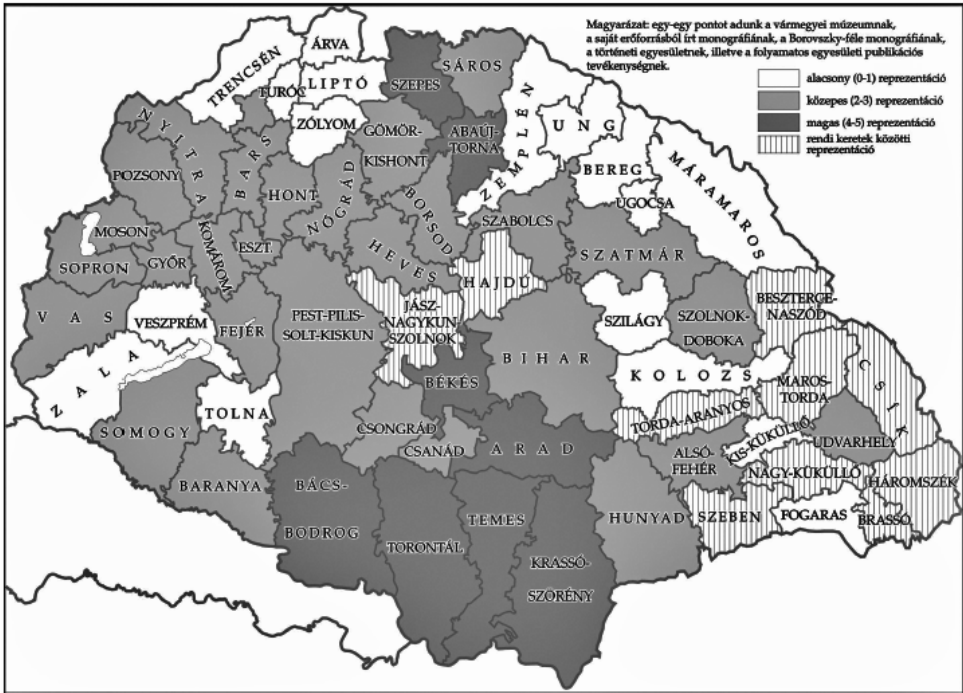 Magyarázat: egy-egy pontot adunk a vármegyei múzeumnak,
a saját erőforrásból írt monográfiának, a Borovszky-féle monográfiának,
a történeti egyesületnek, illetve a folyamatos egyesületi publikációs
tevékenységnek.
alacsony (0-1) reprezentáció
közepes (2-3) reprezentáció
magas (4-5) reprezentáció
rendi keretek közötti
reprezentáció
ÁRVA
TRENCSÉN
LIPTÓ
TURÓC
SZEPES
SÁROS
ZÓLYOM
NYITRA
BARS
GÖMÖR-
KISHONT
ABAÚJ-
TORNA
ZEMPLÉN
UNG
BEREG
UGOCSA
MÁRAMAROS
POZSONY
HONT
NÓGRÁD
BORSOD
SZABOLCS
SZATMÁR
MOSON
SOPRON
GYŐR
KOMÁROM
ESZT.
HEVES
HAJDÚ
BESZTERCE-
NASZÓD
VAS
VESZPRÉM
FEJÉR
PEST-PILIS-
SOLT-KISKUN
JÁSZ-
NAGYKUN-
SZOLNOK
SZILÁGY
SZOLNOK-
DOBOKA
BIHAR
ZALA
BÉKÉS
KOLOZS
MAROS-
TORDA
CSÍK
TOLNA
SOMOGY
CSONGRÁD
CSANÁD
ARAD
TORDA-ARANYOS
KIS-KÜKÜLLŐ
UDVARHELY
ALSÓ-
FEHÉR
NAGY-KÜKÜLLŐ
HÁROMSZÉK
BARANYA
BÁCS-
BODROG
TORONTÁL
TEMES
KRASSÓ-
SZÖRÉNY
HUNYAD
SZEBEN
FOGARAS
BRASSÓ